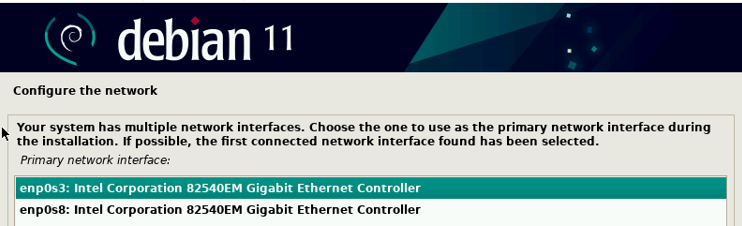 debian 11
Configure the network
Your system has multiple network interfaces. Choose the one to use as the primary network interface during
the installation. If possible, the first connected network interface found has been selected.
Primary network interface:
enp0s3: Intel Corporation 82540EM Gigabit Ethernet Controller
enp0s8: Intel Corporation 82540EM Gigabit Ethernet Controller